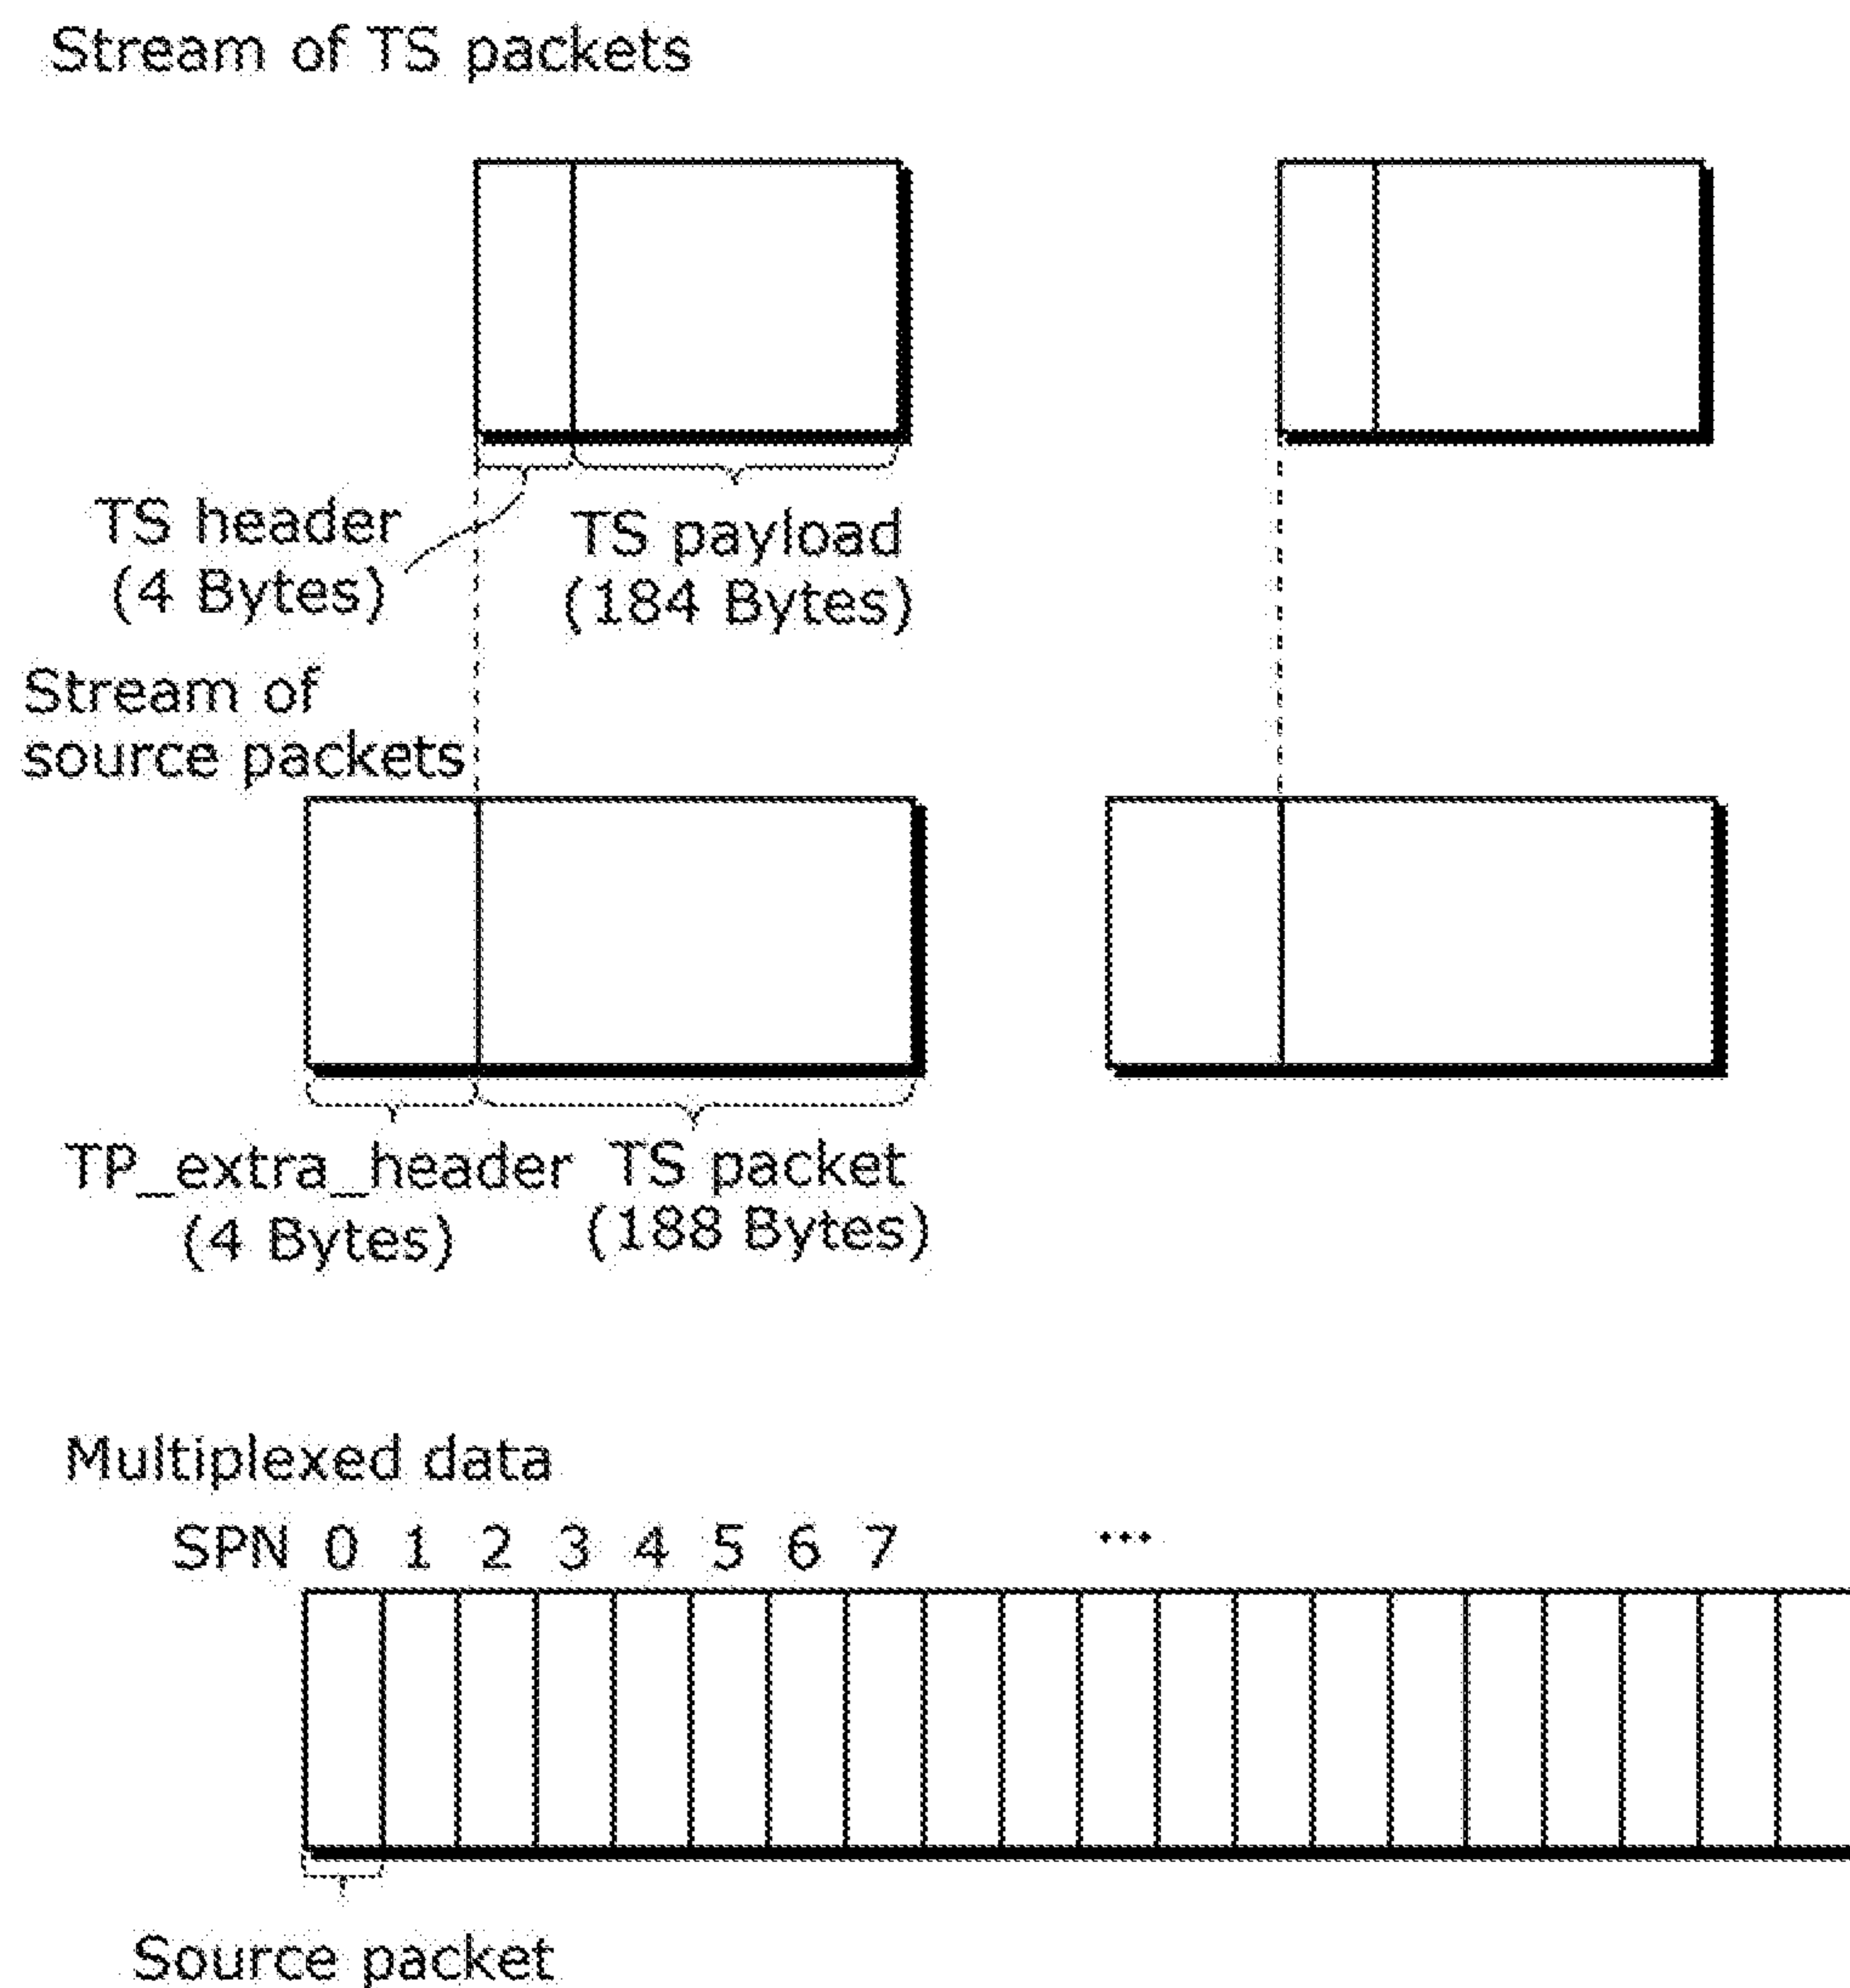 Stream of TS packets
TS header
(4 Bytes)
TS payload
(184 Bytes)
Stream of
source packets
TP_extra_header
(4 Bytes)
TS packet
(188 Bytes)
Multiplexed data
SPN 0 1 2 3 4 5 6 7 ...
Source packet